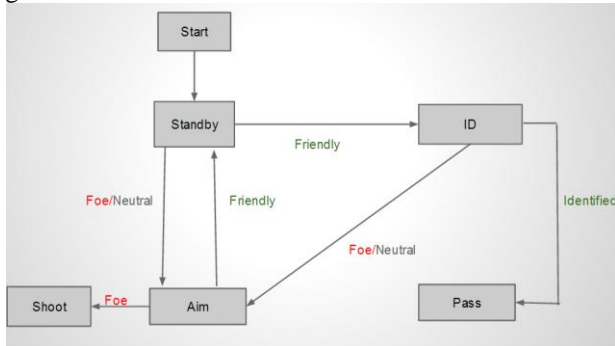 Start
Standby
ID
Friendly
Foe/Neutral
Friendly
Identified
Foe/Neutral
Shoot
Foe
Aim
Pass